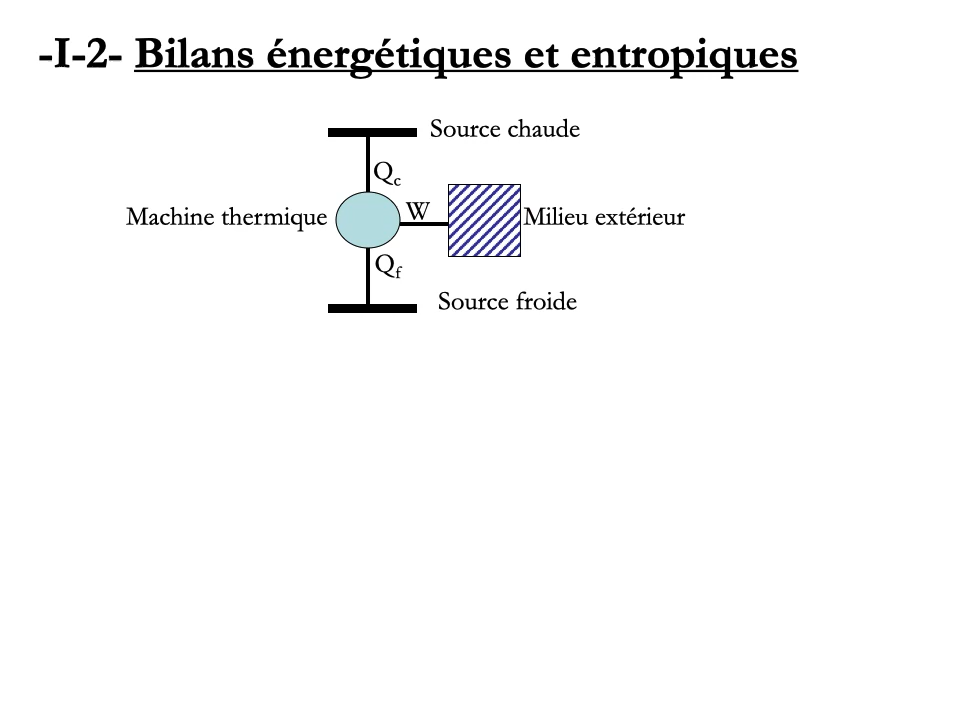 -I-2- Bilans énergétiques et entropiques
Source chaude
Qc
Machine thermique
W
Milieu extérieur
Qf
Source froide